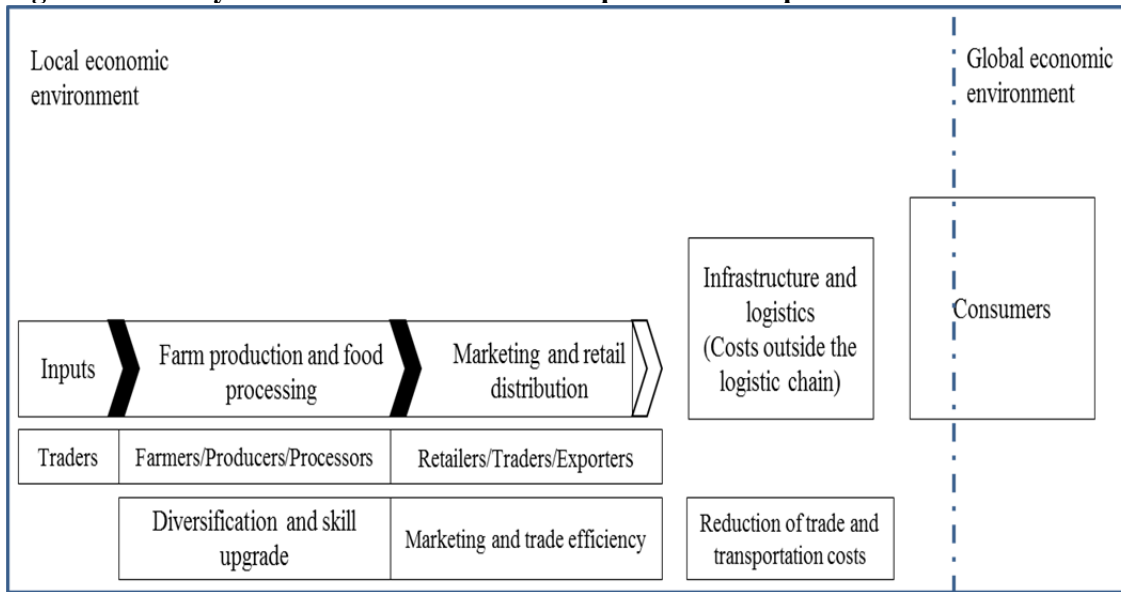 Local economic
environment
Global economic
environment
Infrastructure and
logistics
(Costs outside the
logistic chain)
Consumers
Inputs
Farm production and food
processing
Marketing and retail
distribution
Traders
Farmers/Producers/Processors
Retailers/Traders/Exporters
Diversification and skill
upgrade
Marketing and trade efficiency
Reduction of trade and
transportation costs